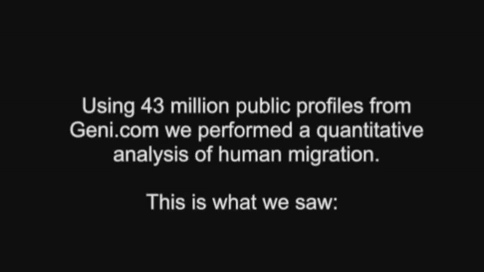 Using 43 million public profiles from
Geni.com we performed a quantitative
analysis of human migration.
This is what we saw: